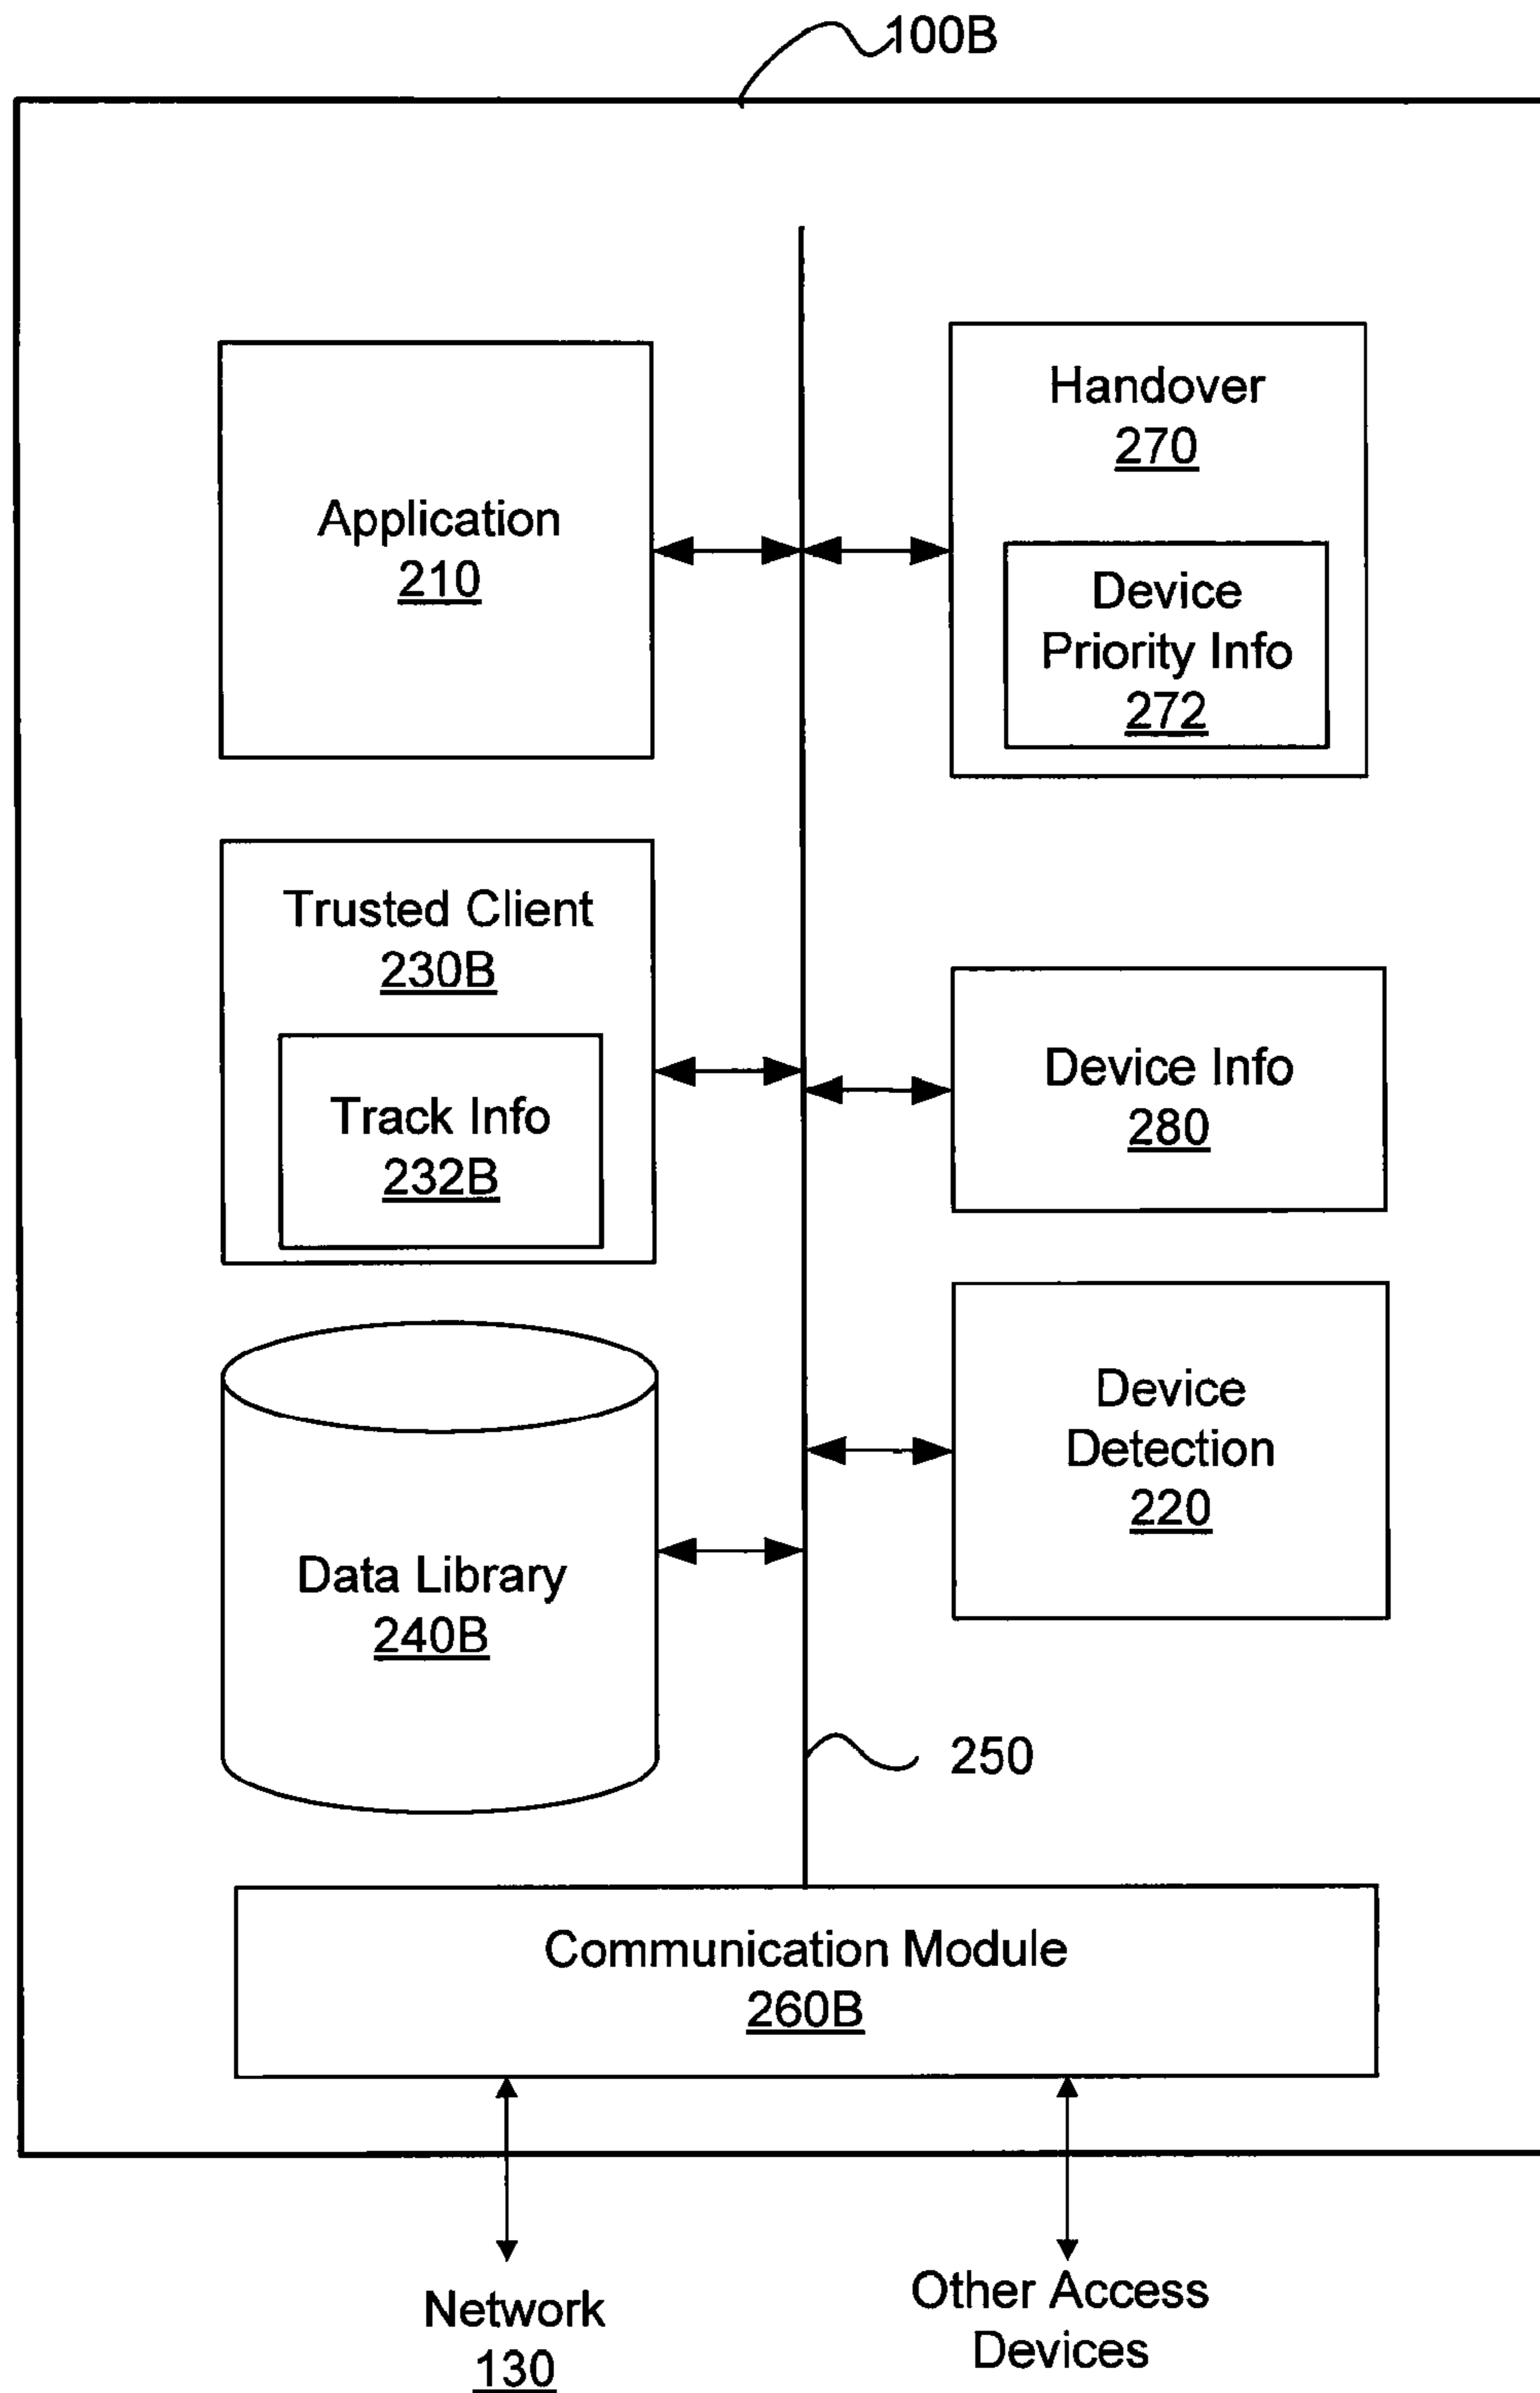 100B
Application
210
Handover
270
Device
Priority Info
272
Trusted Client
230B
Track Info
232B
Device Info
280
Device
Detection
220
Data Library
240B
250
Communication Module
260B
Network
130
Other Access
Devices